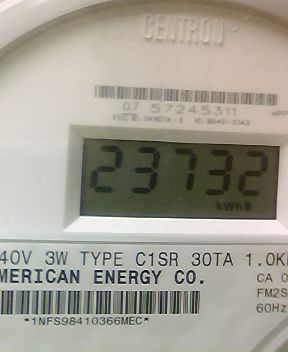 CENTRON
07 57245311
23732
kWh
40V 3W TYPE C1SR 30TA 1.0K
MERICAN ENERGY CO.
CA 0
FM2S
60Hz
*1NFS98410366MEC*